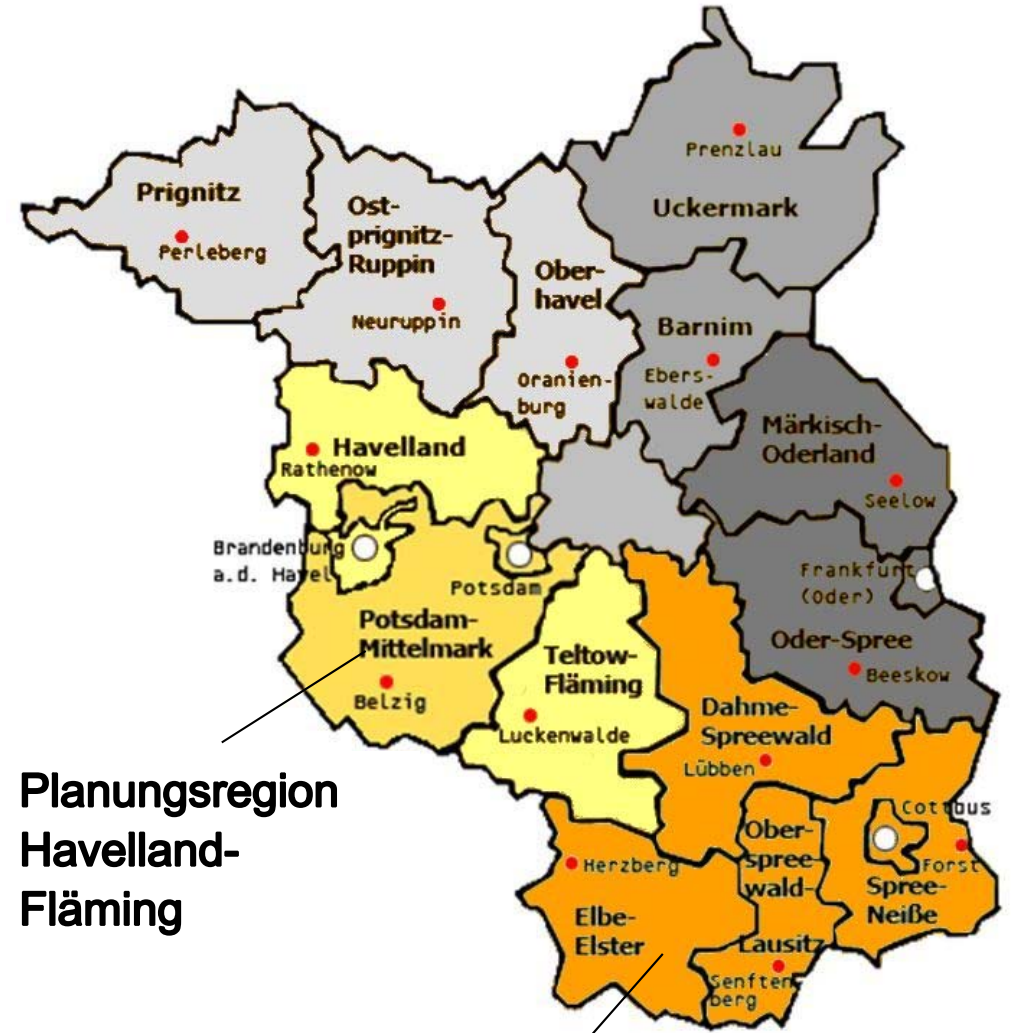 Prenzlau
Uckermark
Prignitz
Perleberg
Ost-
prignitz-
Ruppin
Neuruppin
Ober-
havel
Oranien-
burg
Barnim
Ebers-
walde
Märkisch-
Oderland
Seelow
Havelland
Rathenow
Brandenburg
a.d. Havel
Potsdam
Potsdam-
Mittelmark
Belzig
Teltow-
Fläming
Luckenwalde
Frankfurt
(Oder)
Oder-Spree
Beeskow
Dahme-
Spreewald
Lübben
Cottbus
Forst
Spree-
Neiße
Ober-
spree-
wald-
Lausitz
Senften-
berg
Herzberg
Elbe-
Elster
Planungsregion
Havelland-
Fläming